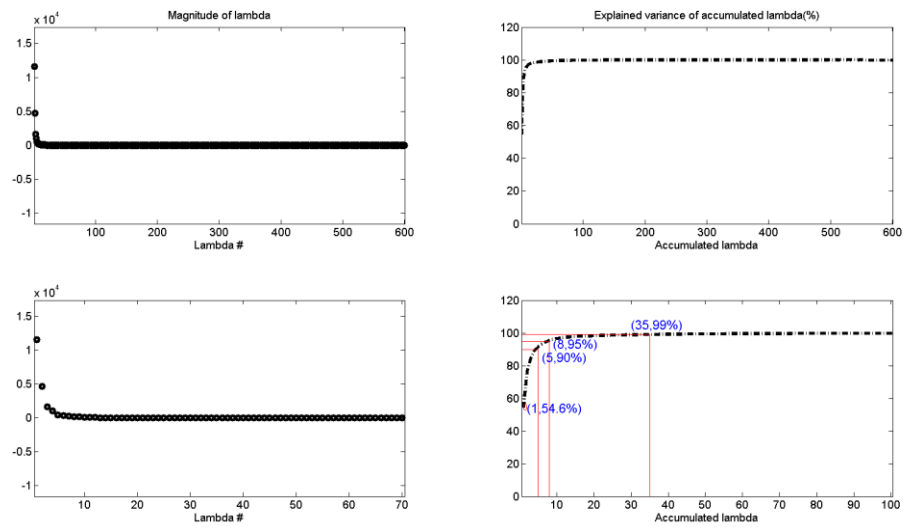 Magnitude of lambda
x 10^4
1.5
1
0.5
0
-0.5
-1
100 200 300 400 500 600
Lambda #
Explained variance of accumulated lambda(%)
120
100
80
60
40
20
0
100 200 300 400 500 600
Accumulated lambda
x 10^4
1.5
1
0.5
0
-0.5
-1
10 20 30 40 50 60 70
Lambda #
120
100
80
60
40
20
0
(35,99%)
(8,95%)
(5,90%)
(1,54.6%)
10 20 30 40 50 60 70 80 90 100
Accumulated lambda